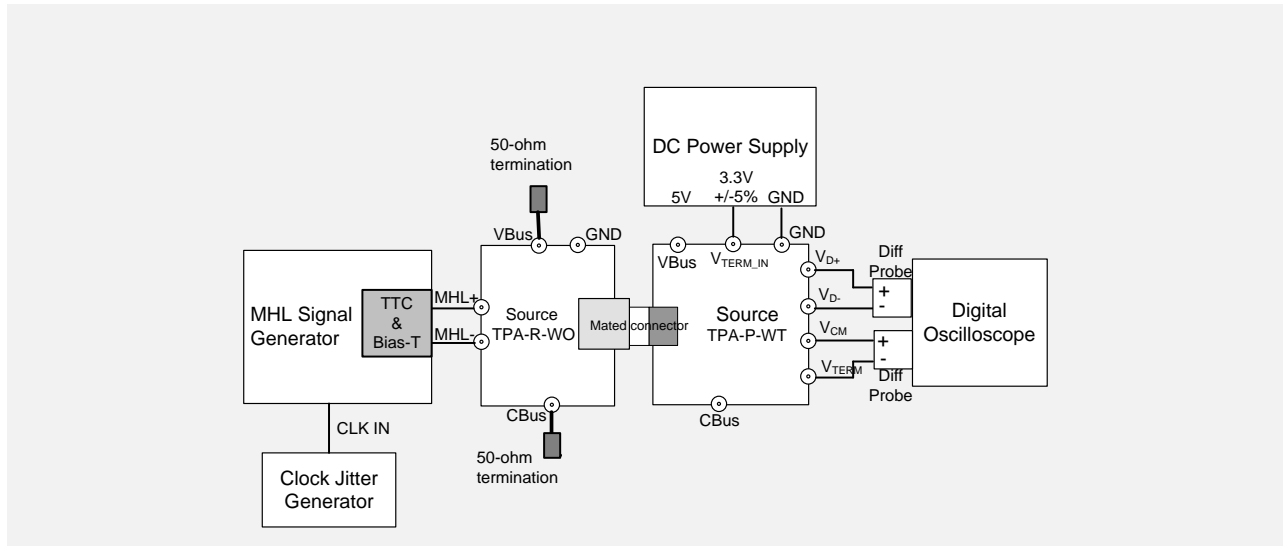 50-ohm
termination
DC Power Supply
3.3V
5V +/-5% GND
VBus GND
GND
VBus VTERM_IN
MHL Signal
Generator
TTC
&
Bias-T
MHL+
MHL-
Source
TPA-R-WO
Mated connector
Source
TPA-P-WT
VD+
VD-
VCM
VTERM
Diff
Probe
+
-
+
-
Diff
Probe
Digital
Oscilloscope
CBus
CBus
CLK IN
50-ohm
termination
Clock Jitter
Generator